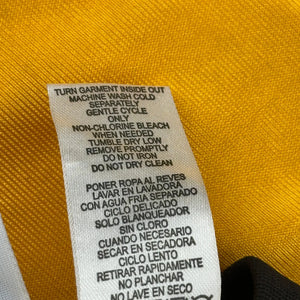 TURN GARMENT INSIDE OUT
MACHINE WASH COLD
SEPARATELY
GENTLE CYCLE
ONLY
NON-CHLORINE BLEACH
WHEN NEEDED
TUMBLE DRY LOW
REMOVE PROMPTLY
DO NOT IRON
DO NOT DRY CLEAN
PONER ROPA AL REVES
LAVAR EN LAVADORA
CON AGUA FRIA SEPARADO
CICLO DELICADO
SOLO BLANQUEADOR
SIN CLORO
CUANDO NECESARIO
SECAR EN SECADORA
CICLO LENTO
RETIRAR RAPIDAMENTE
NO PLANCHAR
NO LAVE EN SECO